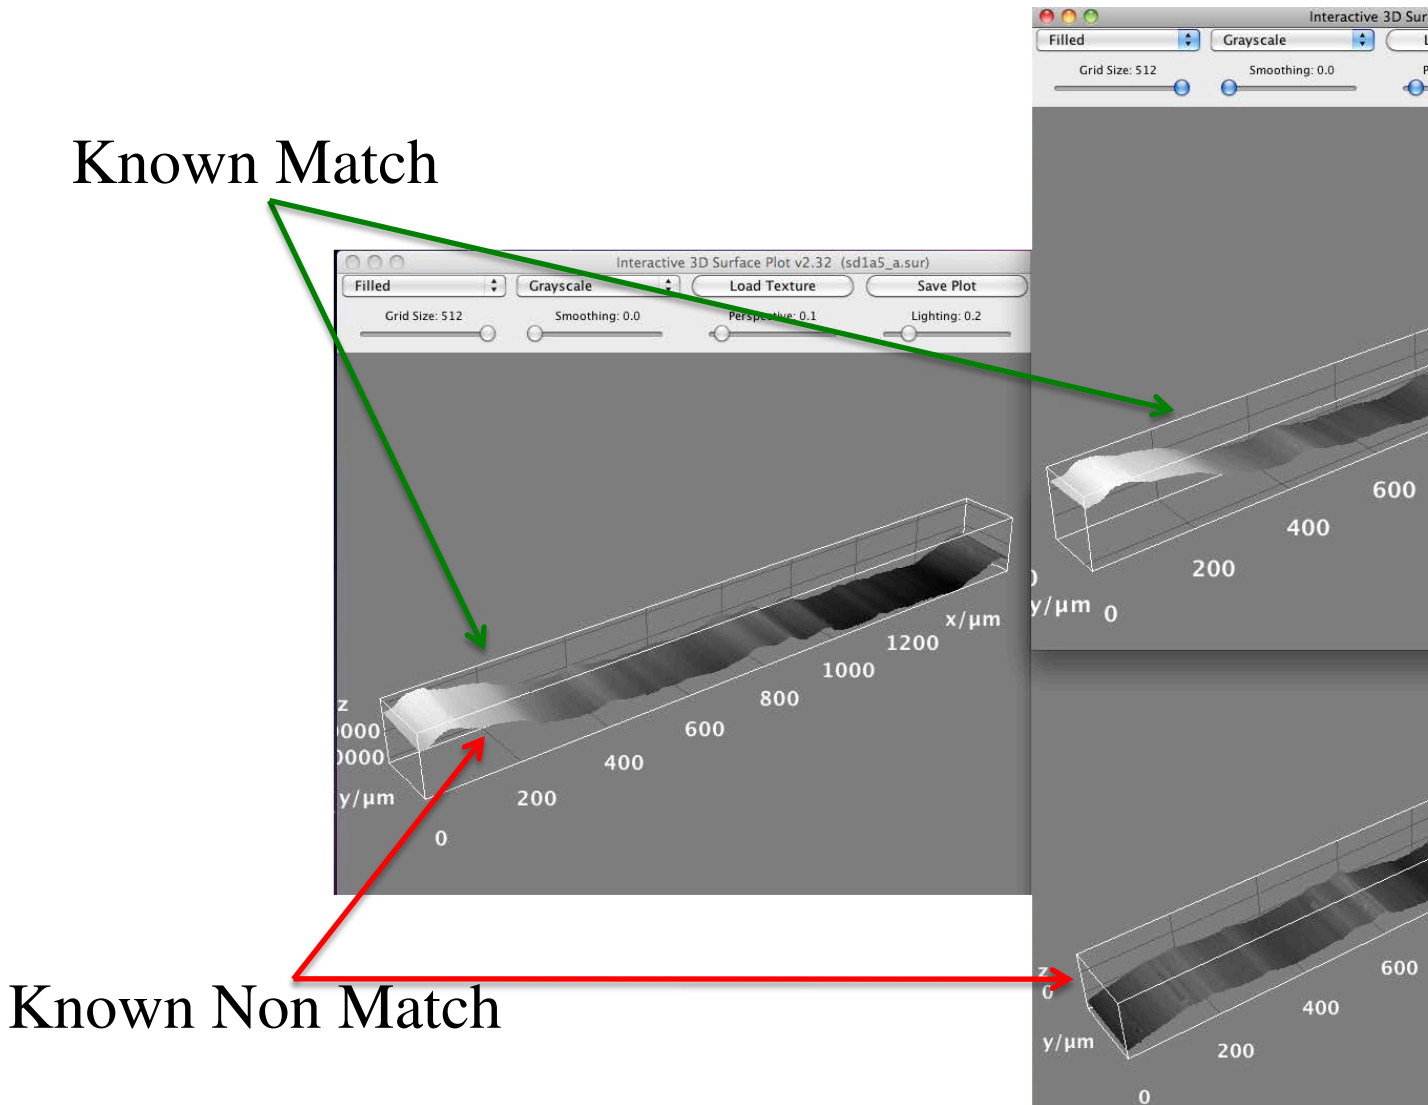 Interactive 3D Sur
Filled
Grayscale
Grid Size: 512
Smoothing: 0.0
Known Match
Interactive 3D Surface Plot v2.32 (sd1a5_a.sur)
Filled
Grayscale
Load Texture
Save Plot
Grid Size: 512
Smoothing: 0.0
Perspective: 0.1
Lighting: 0.2
600
400
200
y/μm
0
x/μm
1200
1000
800
600
400
200
0
z
0000
0000
y/μm
Known Non Match
z
0
y/μm
600
400
200
0